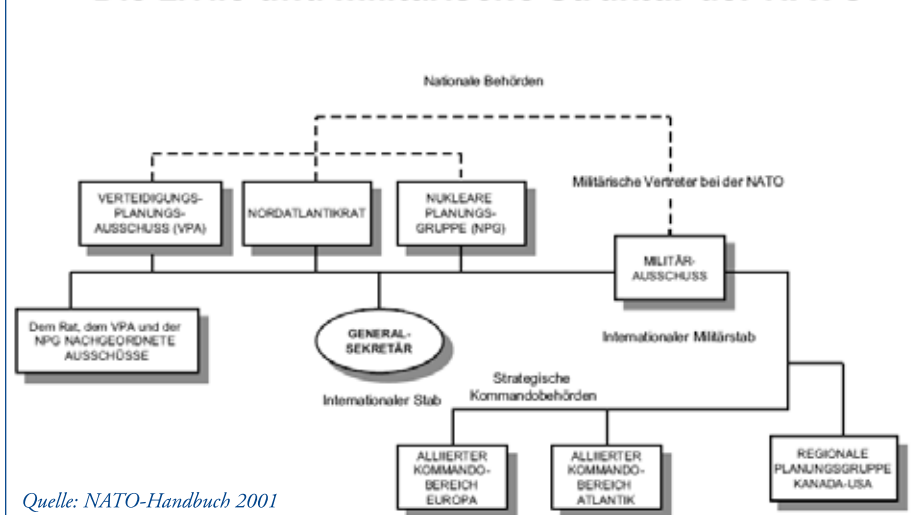 Nationale Behörden
VERTEIDIGUNGS-
PLANUNGS-
AUSSCHUSS (VPA)
NORDATLANTIKRAT
NUKLEARE
PLANUNGS-
GRUPPE (NPG)
Militärische Vertreter bei der NATO
MILITÄR-
AUSSCHUSS
Dem Rat, dem VPA und der
NPG NACHGEORDNETE
AUSSCHÜSSE
GENERAL-
SEKRETÄR
Internationaler Militärstab
Internationaler Stab
Strategische
Kommandobehörden
ALLIIERTER
KOMMANDO-
BEREICH
EUROPA
ALLIIERTER
KOMMANDO-
BEREICH
ATLANTIK
REGIONALE
PLANUNGSGRUPPE
KANADA-USA
Quelle: NATO-Handbuch 2001